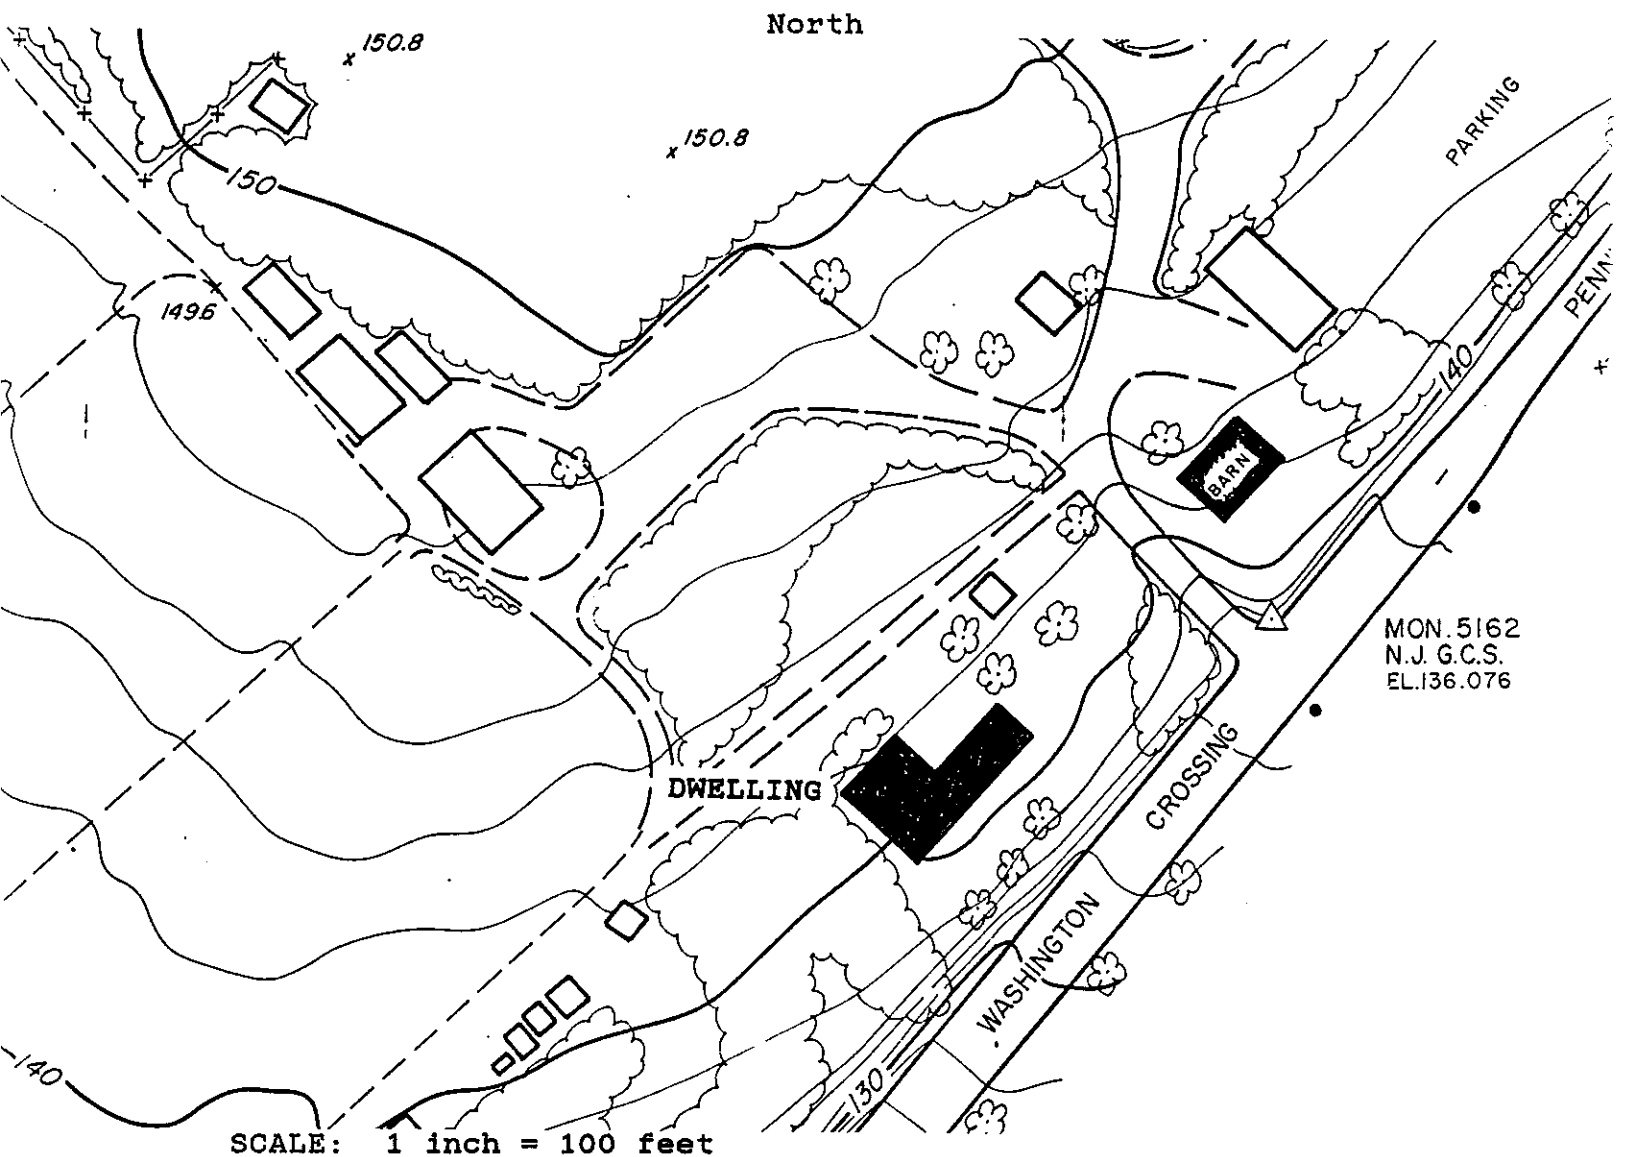 North
150.8
150.8
PARKING
150
149.6
PENN
140
BARN
MON. 5162
N.J. G.C.S.
EL.136.076
DWELLING
WASHINGTON CROSSING
140
130
SCALE: 1 inch = 100 feet